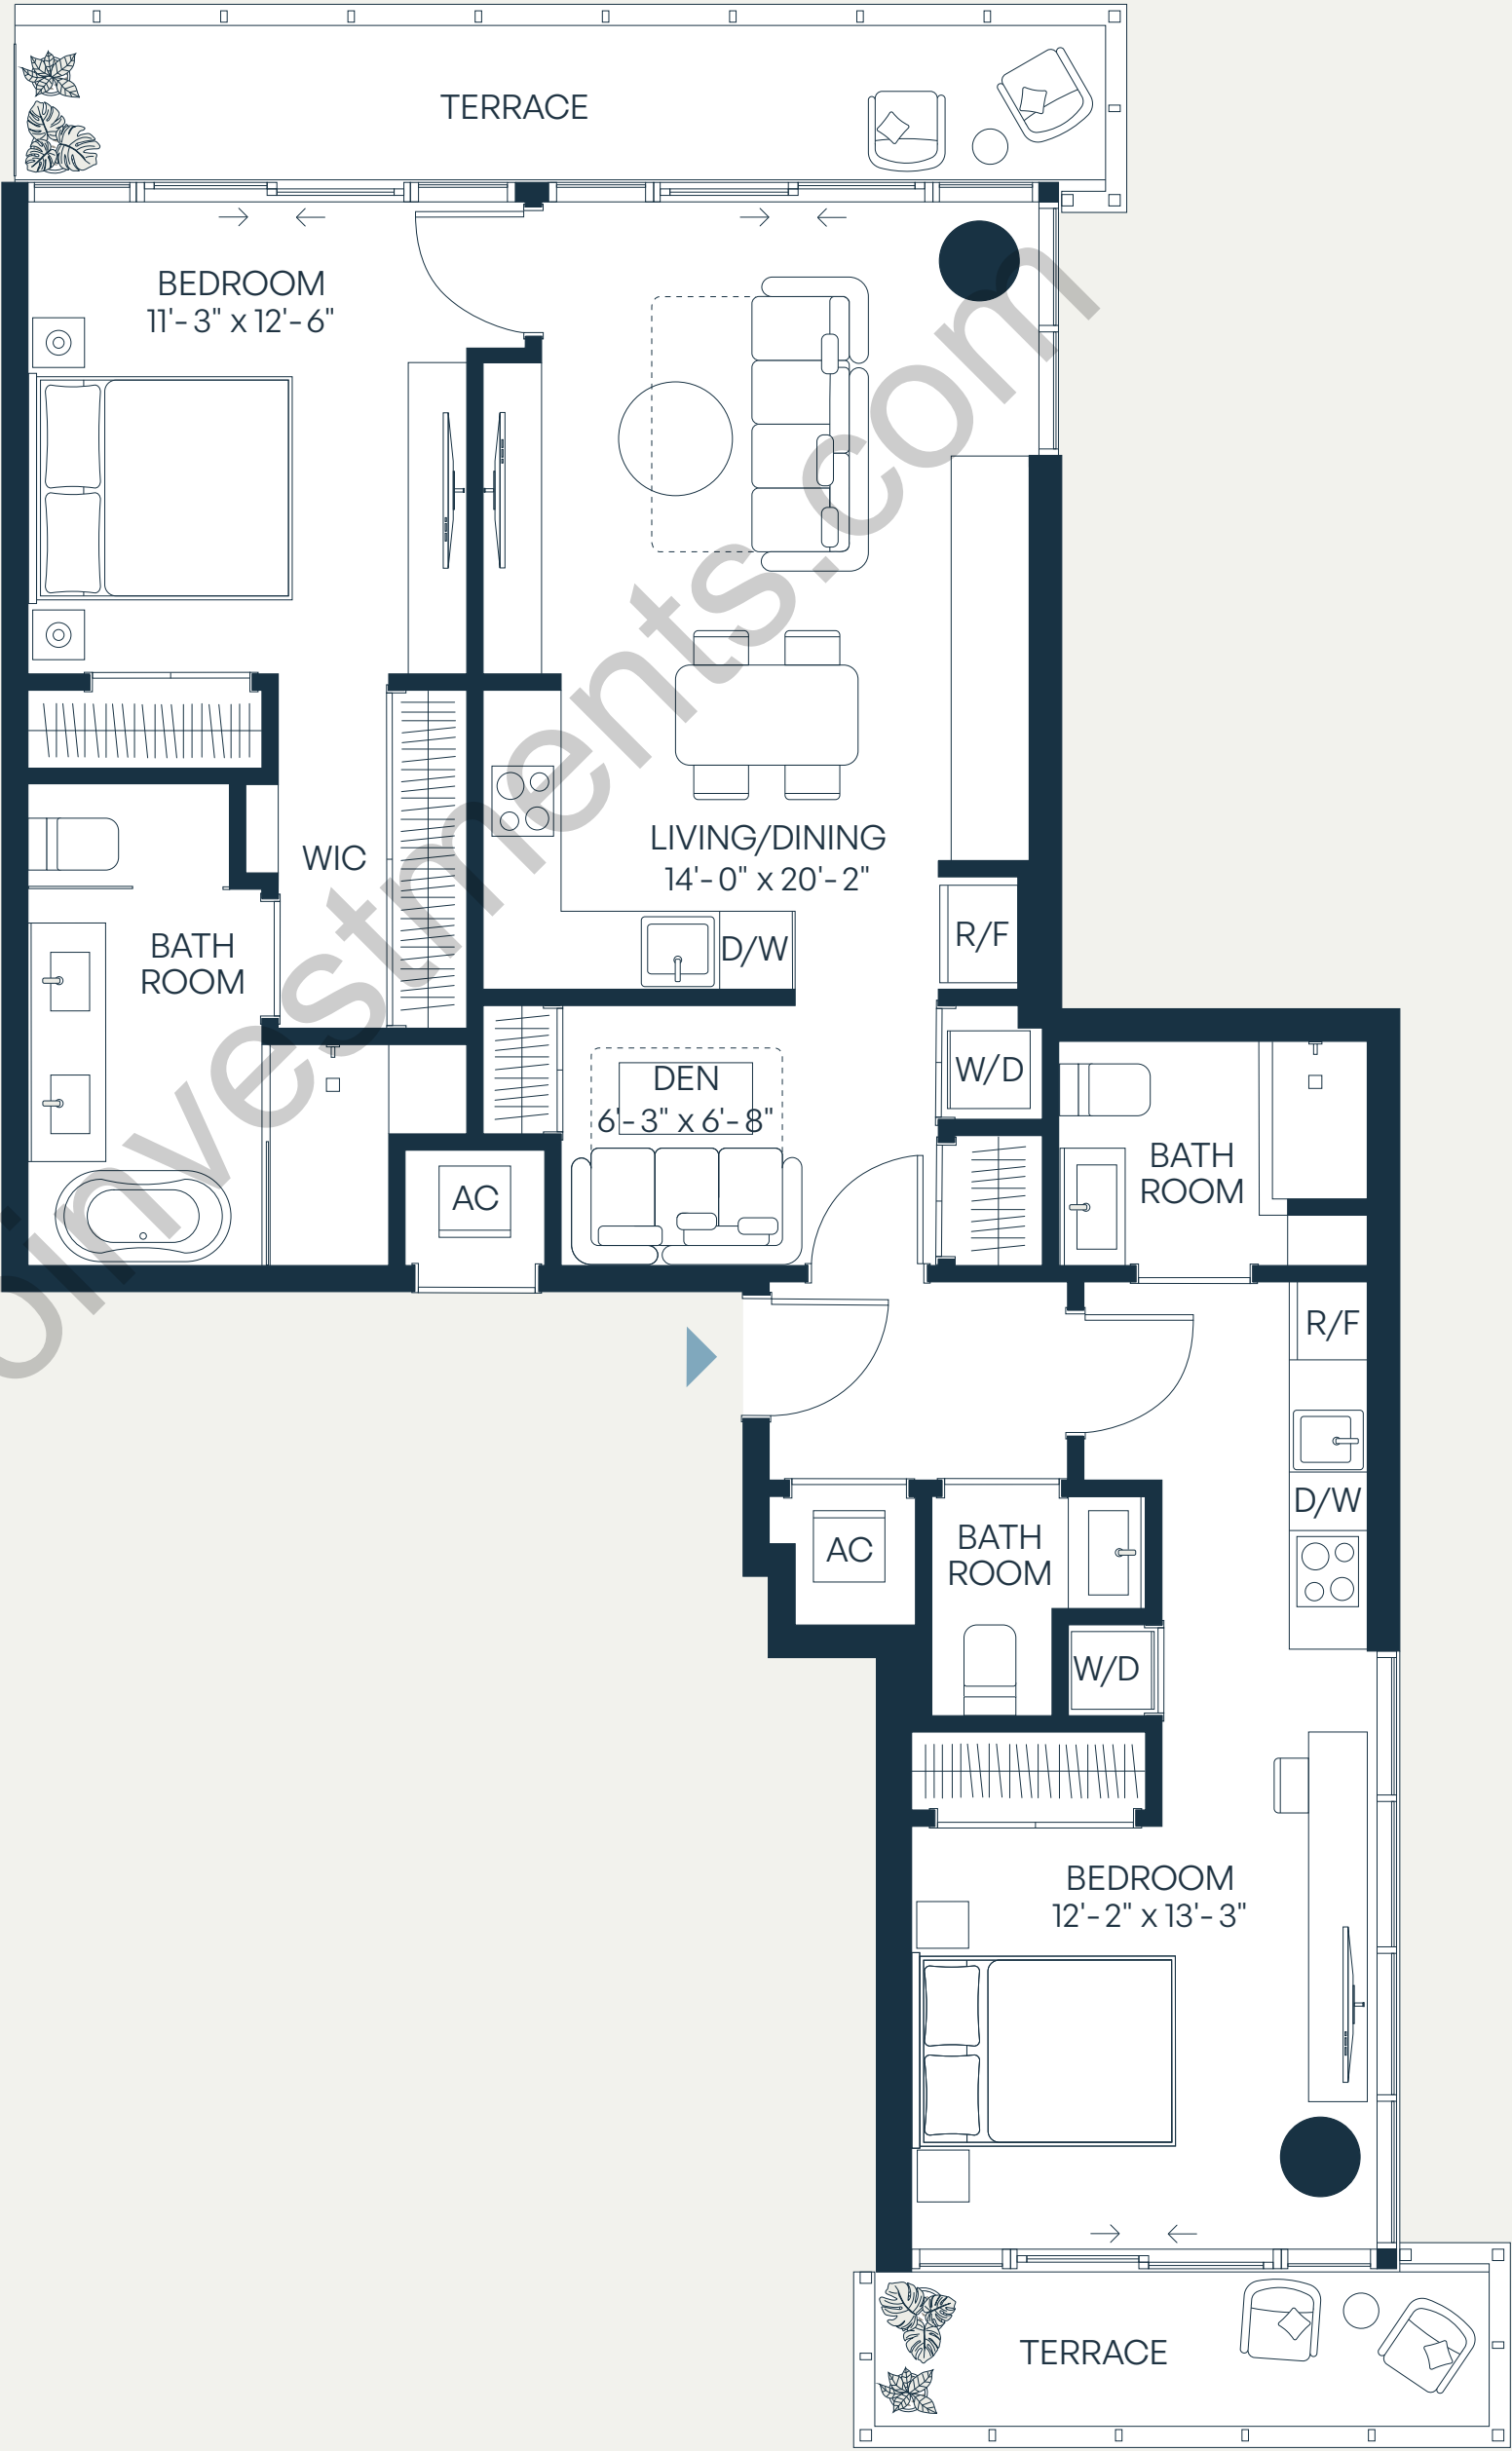 TERRACE
BEDROOM
11'-3" x 12'-6"
WIC
LIVING/DINING
14'-0" x 20'-2"
R/F
D/W
BATH
ROOM
DEN
6'-3" x 6'-8"
W/D
BATH
ROOM
AC
R/F
D/W
AC
BATH
ROOM
W/D
BEDROOM
12'-2" x 13'-3"
TERRACE
investments.com